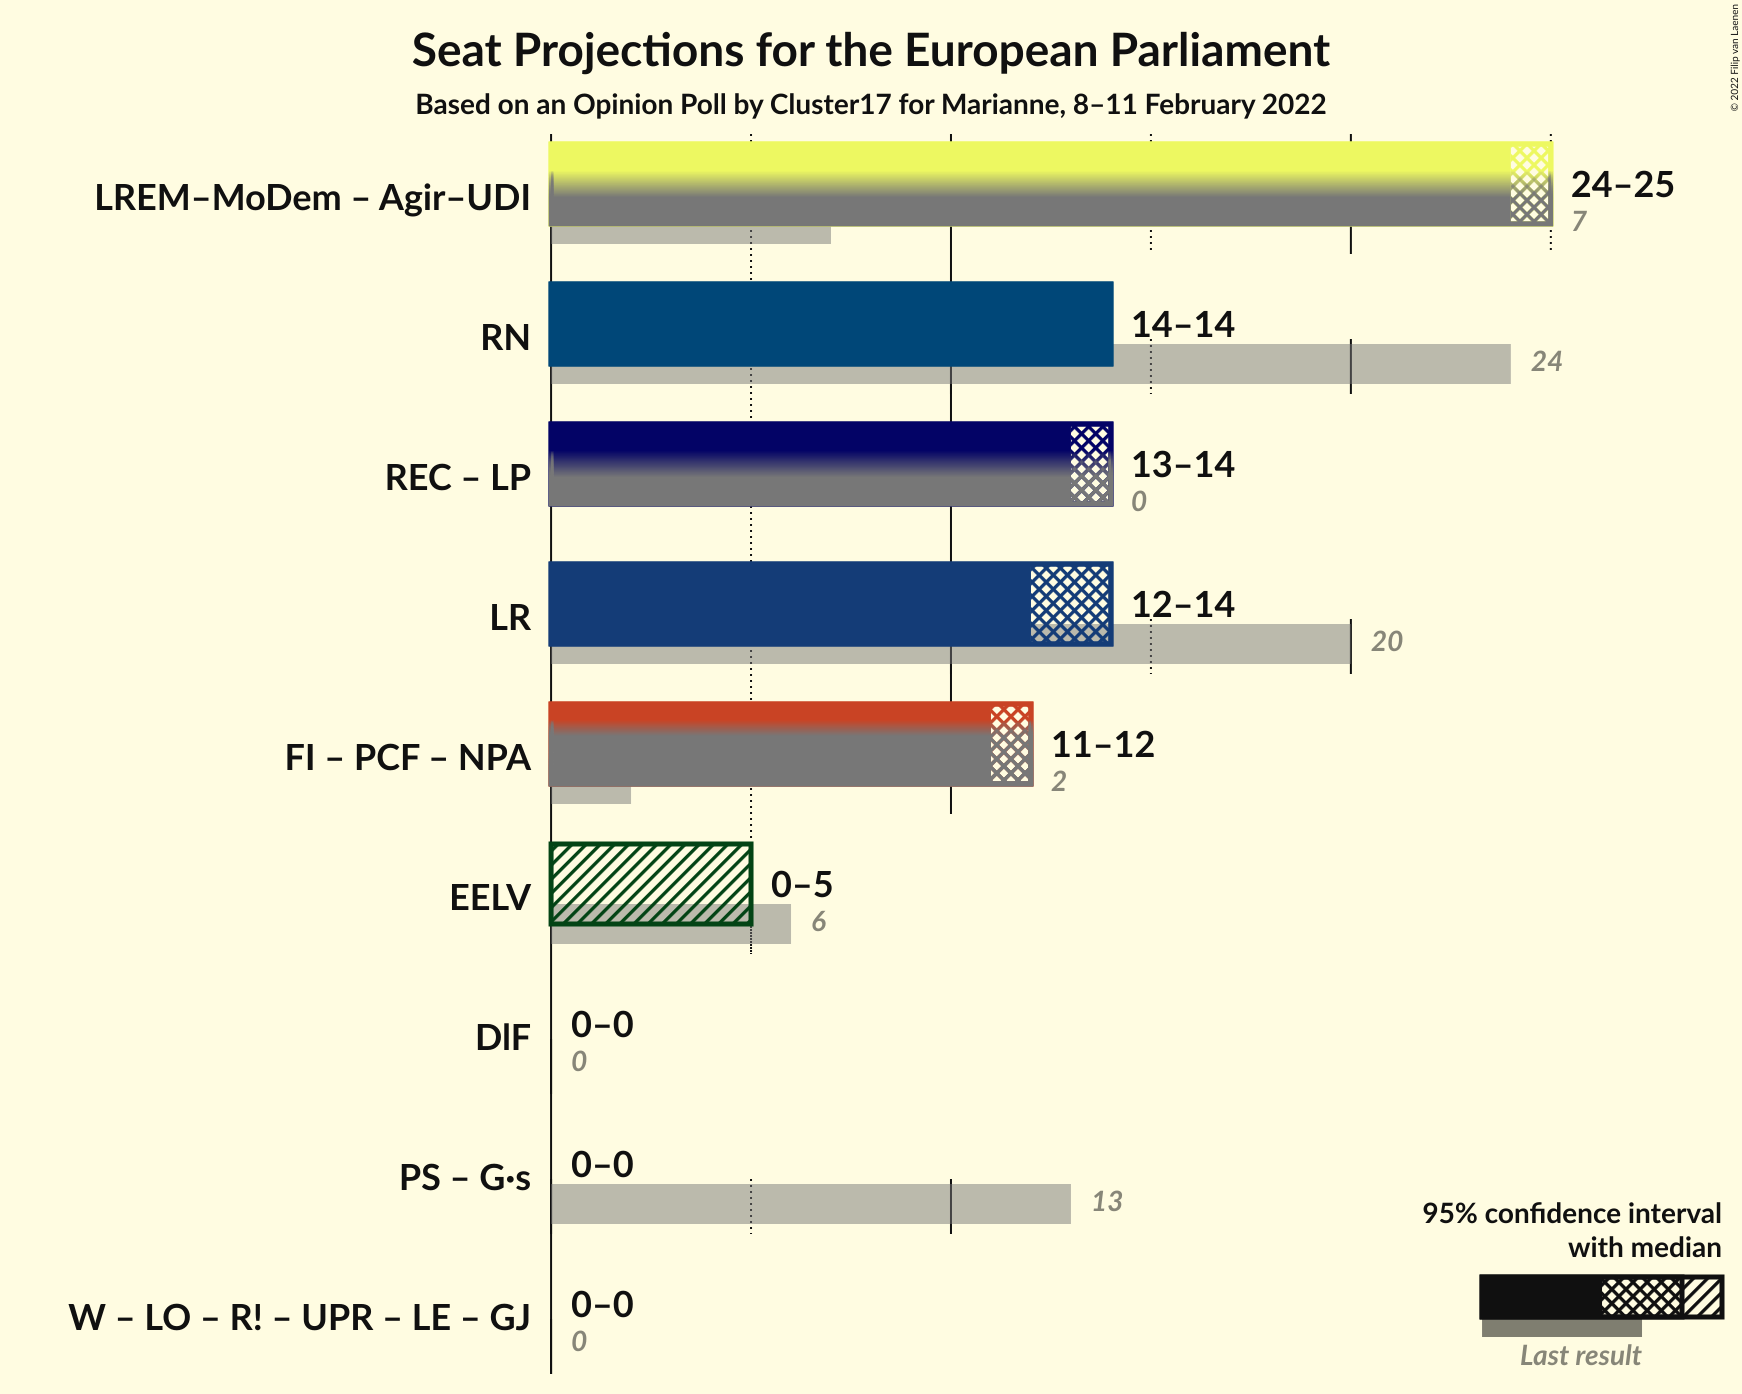 Seat Projections for the European Parliament
Based on an Opinion Poll by Cluster17 for Marianne, 8–11 February 2022
© 2022 Filip van Laenen
LREM–MoDem – Agir–UDI
24–25
7
RN
14–14
24
REC – LP
13–14
0
LR
12–14
20
FI – PCF – NPA
11–12
2
EELV
0–5
6
DlF
0–0
0
PS – G·s
0–0
13
W – LO – R! – UPR – LE – GJ
0–0
0
95% confidence interval
with median
Last result